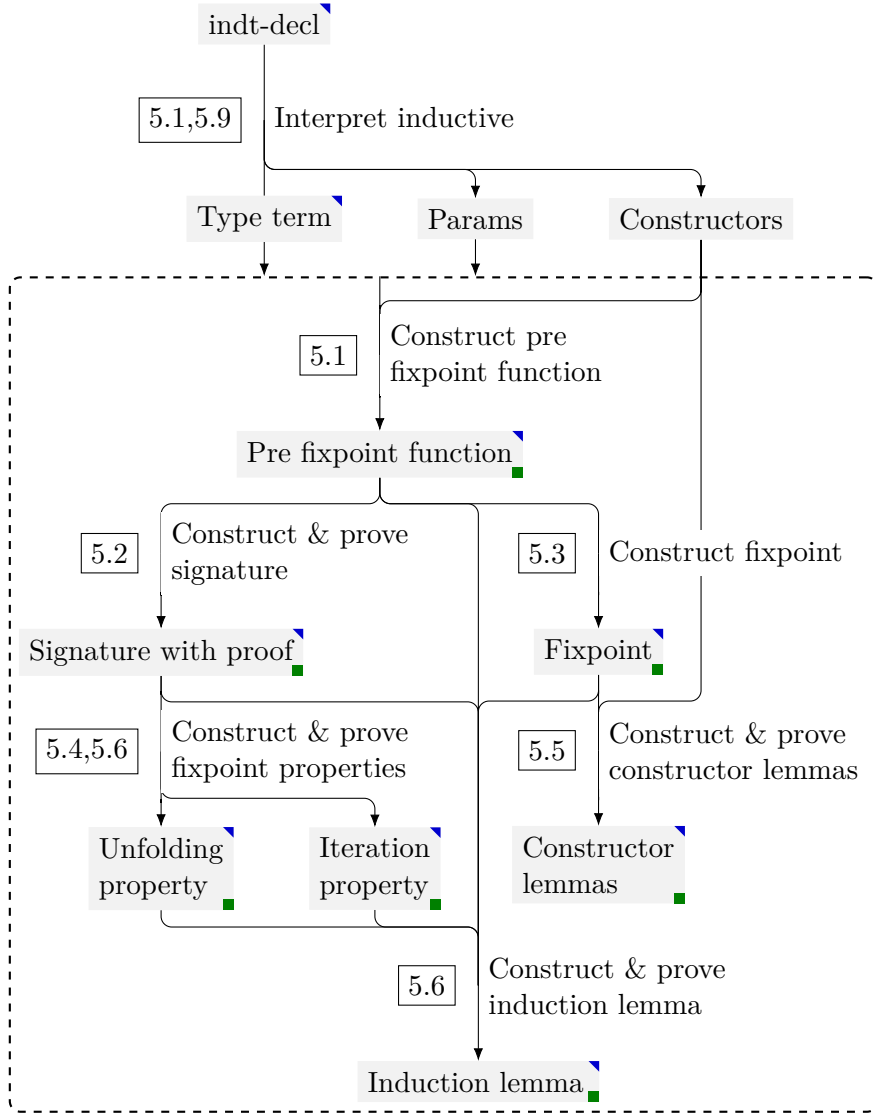 indt-decl
5.1,5.9
Interpret inductive
Type term
Params
Constructors
5.1
Construct pre
fixpoint function
Pre fixpoint function
5.2
Construct & prove
signature
5.3
Construct fixpoint
Signature with proof
Fixpoint
5.4,5.6
Construct & prove
fixpoint properties
5.5
Construct & prove
constructor lemmas
Unfolding
property
Iteration
property
Constructor
lemmas
5.6
Construct & prove
induction lemma
Induction lemma